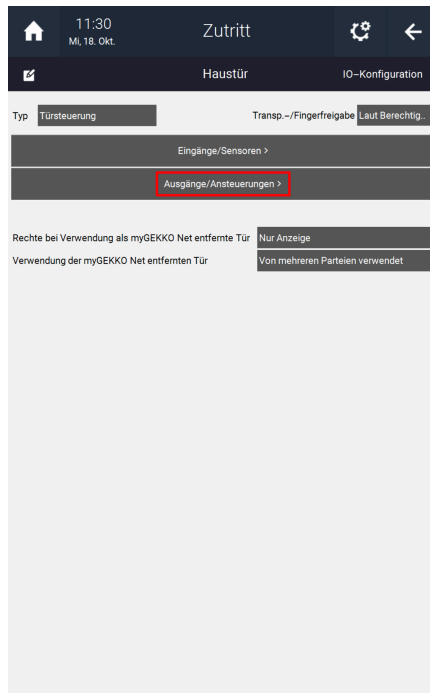 11:30
Mi, 18. Okt.
Zutritt
Haustür
IO-Konfiguration
Typ Türsteuerung Transp.-/Fingerfreigabe Laut Berechtig..
Eingänge/Sensoren >
Ausgänge/Ansteuerungen >
Rechte bei Verwendung als myGEKKO Net entfernte Tür Nur Anzeige
Verwendung der myGEKKO Net entfernten Tür Von mehreren Parteien verwendet